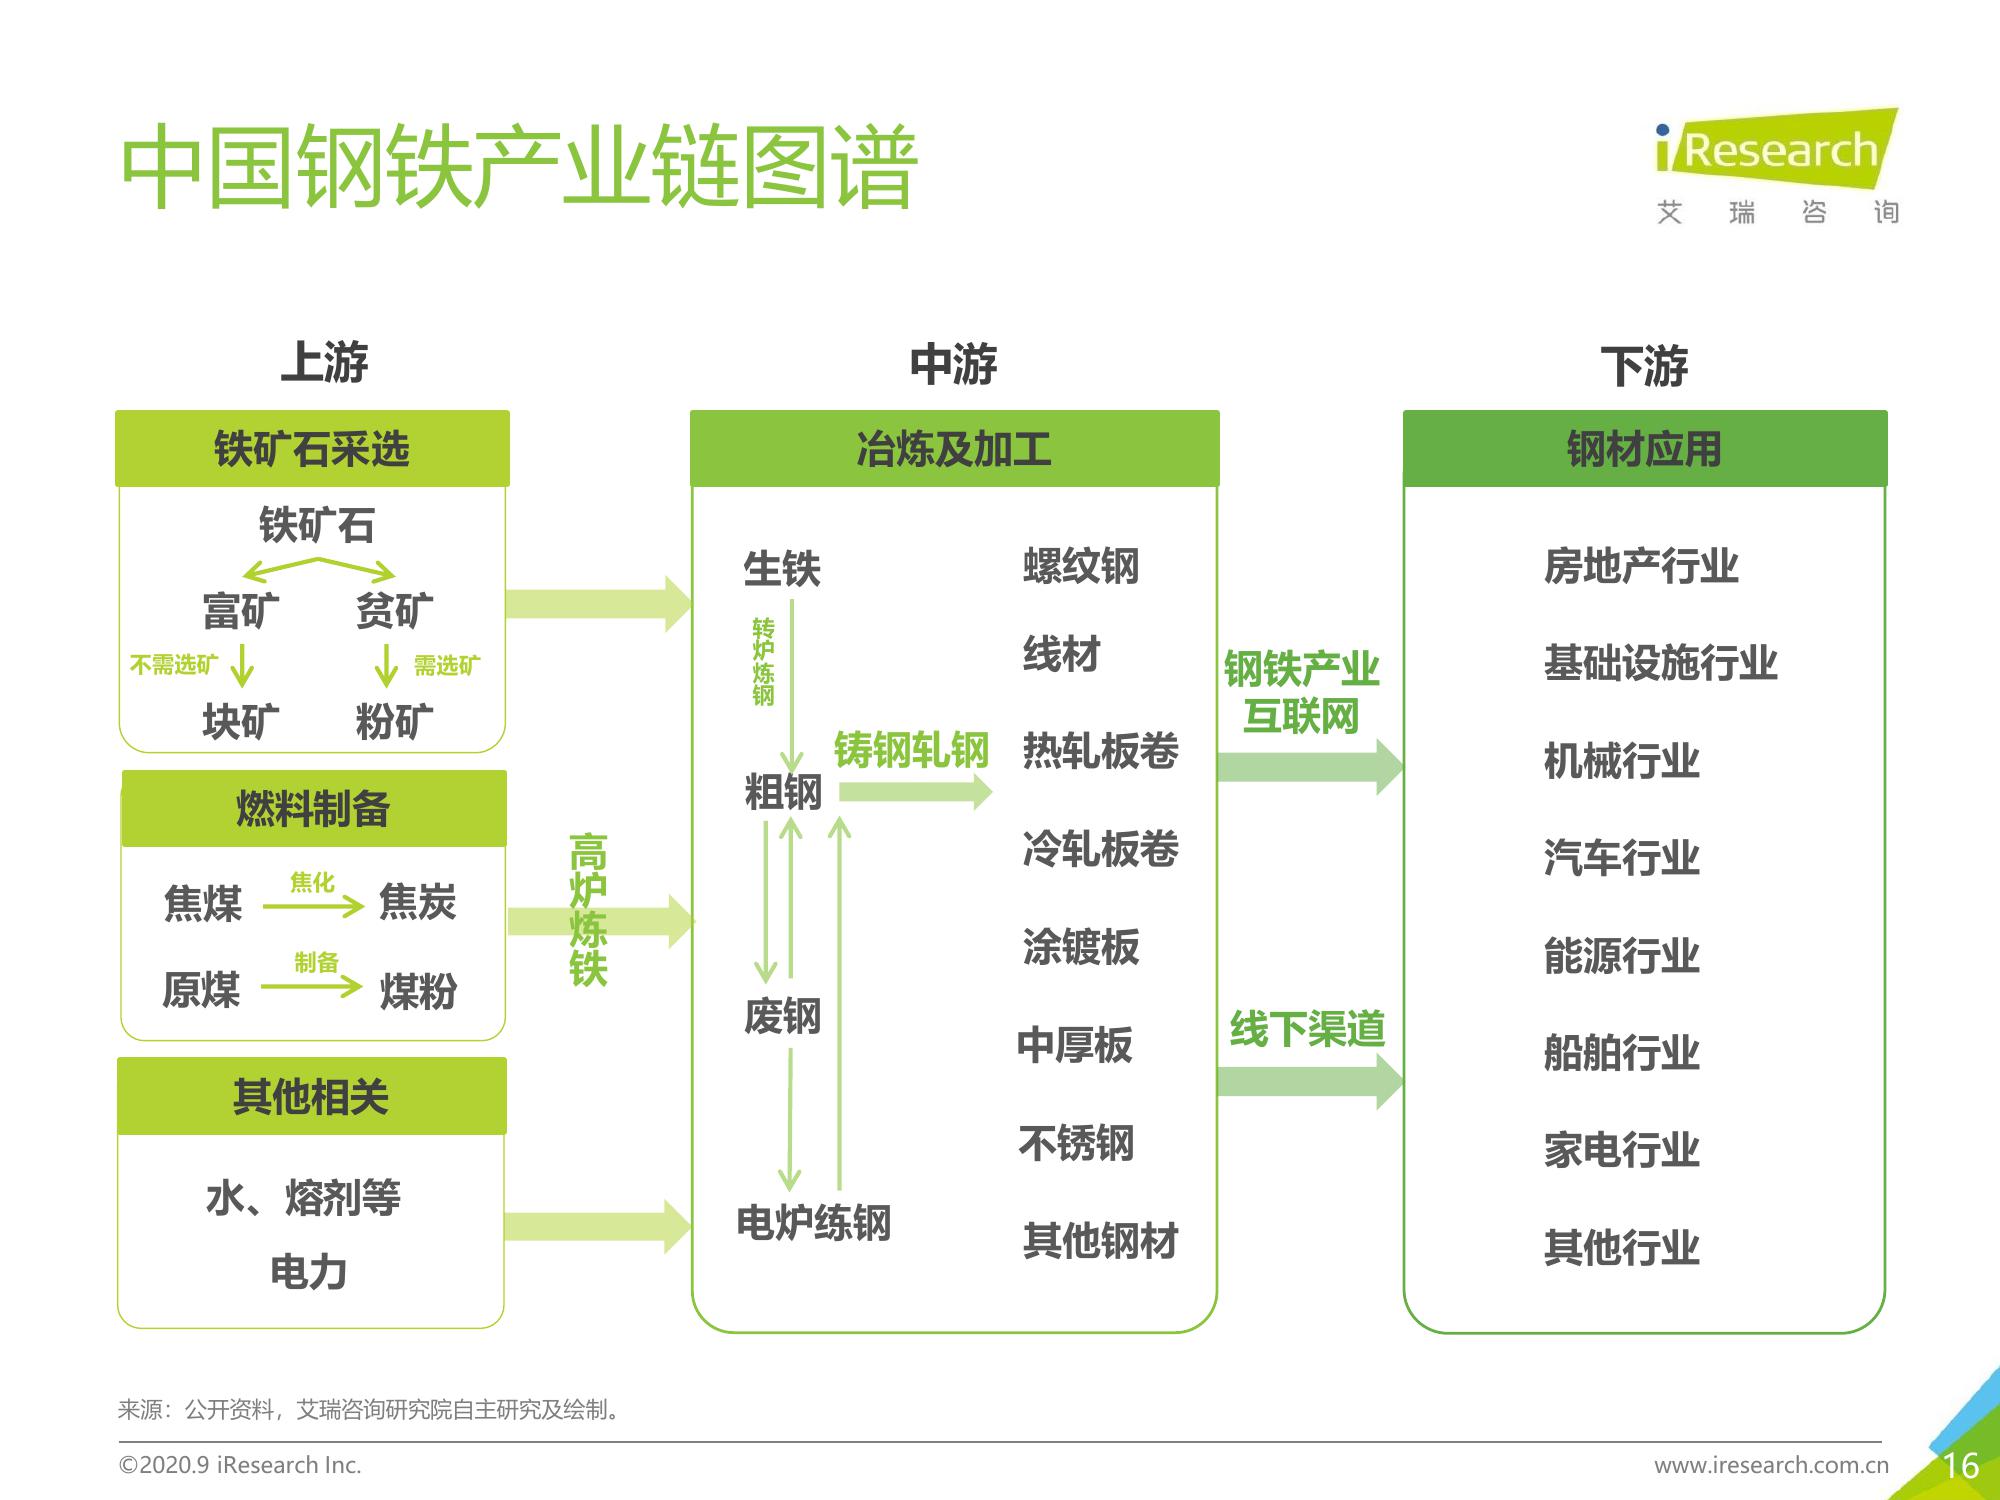 中国钢铁产业链图谱
iResearch
艾瑞咨询
上游
中游
下游
铁矿石采选
铁矿石
富矿
贫矿
不需选矿
需选矿
块矿
粉矿
燃料制备
焦煤
焦化
焦炭
原煤
制备
煤粉
其他相关
水、熔剂等
电力
高炉炼铁
冶炼及加工
生铁
转炉炼钢
粗钢
铸钢轧钢
废钢
电炉练钢
螺纹钢
线材
热轧板卷
冷轧板卷
涂镀板
中厚板
不锈钢
其他钢材
钢铁产业
互联网
线下渠道
钢材应用
房地产行业
基础设施行业
机械行业
汽车行业
能源行业
船舶行业
家电行业
其他行业
来源：公开资料，艾瑞咨询研究院自主研究及绘制。
©2020.9 iResearch Inc.
www.iresearch.com.cn
16